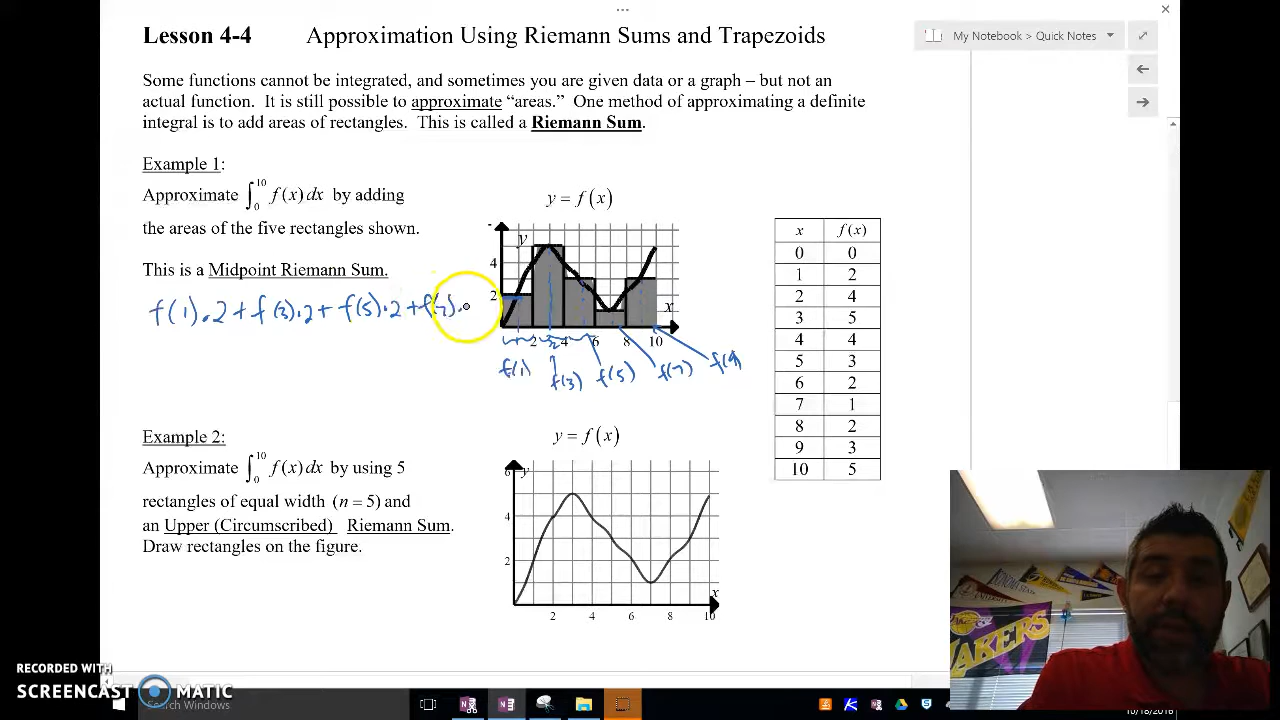 Lesson 4-4 Approximation Using Riemann Sums and Trapezoids
My Notebook > Quick Notes
Some functions cannot be integrated, and sometimes you are given data or a graph – but not an
actual function. It is still possible to approximate “areas.” One method of approximating a definite
integral is to add areas of rectangles. This is called a Riemann Sum.
Example 1:
Approximate ∫₀¹⁰ f(x) dx by adding
the areas of the five rectangles shown.
This is a Midpoint Riemann Sum.
f(1).2 + f(3).2 + f(5).2 + f(7).
y = f(x)
y
4
2
x
2 4 6 8 10
f(1) f(3) f(5) f(7) f(9)
x f(x)
0 0
1 2
2 4
3 5
4 4
5 3
6 2
7 1
8 2
9 3
10 5
Example 2:
Approximate ∫₀¹⁰ f(x) dx by using 5
rectangles of equal width (n = 5) and
an Upper (Circumscribed) Riemann Sum.
Draw rectangles on the figure.
y = f(x)
6 y
4
2
x
2 4 6 8 10
LAKERS
RECORDED WITH
SCREENCAST MATIC
Search Windows
10/18/2016